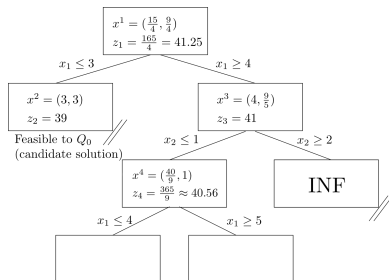 x^1 = (15/4, 9/4)
z_1 = 165/4 = 41.25
x_1 ≤ 3
x_1 ≥ 4
x^2 = (3, 3)
z_2 = 39
x^3 = (4, 9/5)
z_3 = 41
Feasible to Q_0
(candidate solution)
x_2 ≤ 1
x_2 ≥ 2
x^4 = (40/9, 1)
z_4 = 365/9 ≈ 40.56
INF
x_1 ≤ 4
x_1 ≥ 5